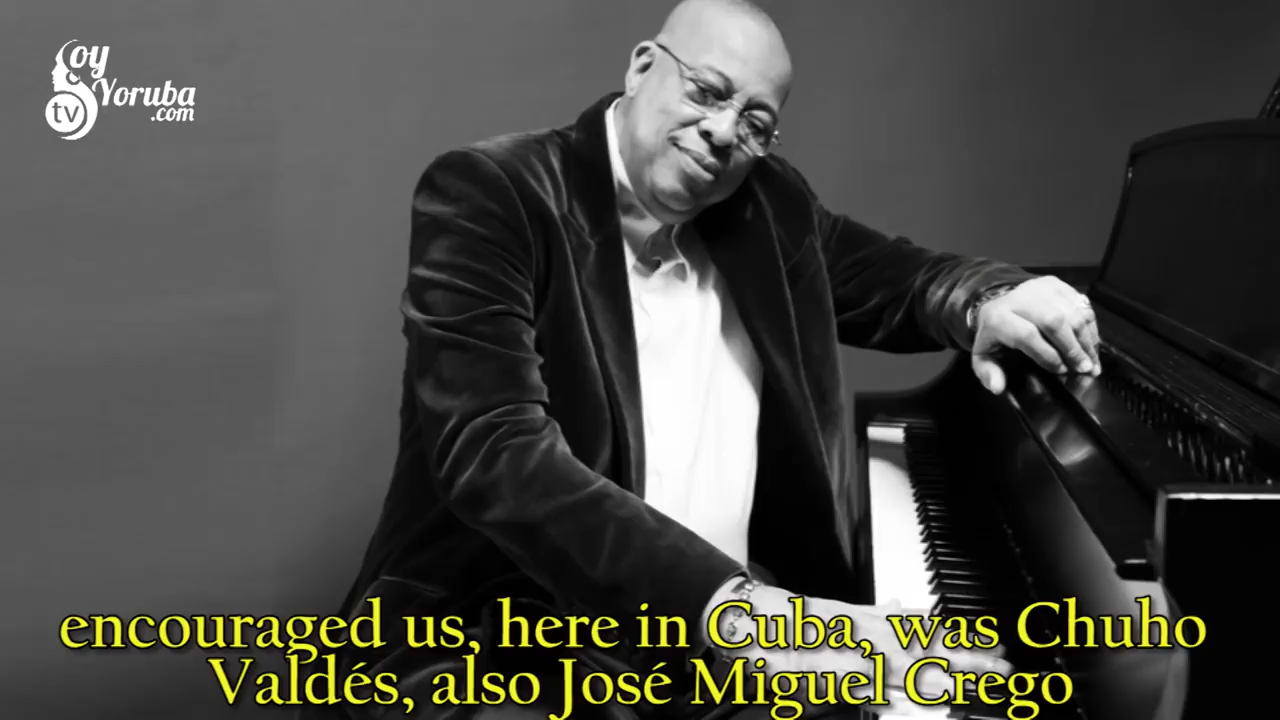 Soy
Yoruba
.com
tv
encouraged us, here in Cuba, was Chuho
Valdés, also José Miguel Crego